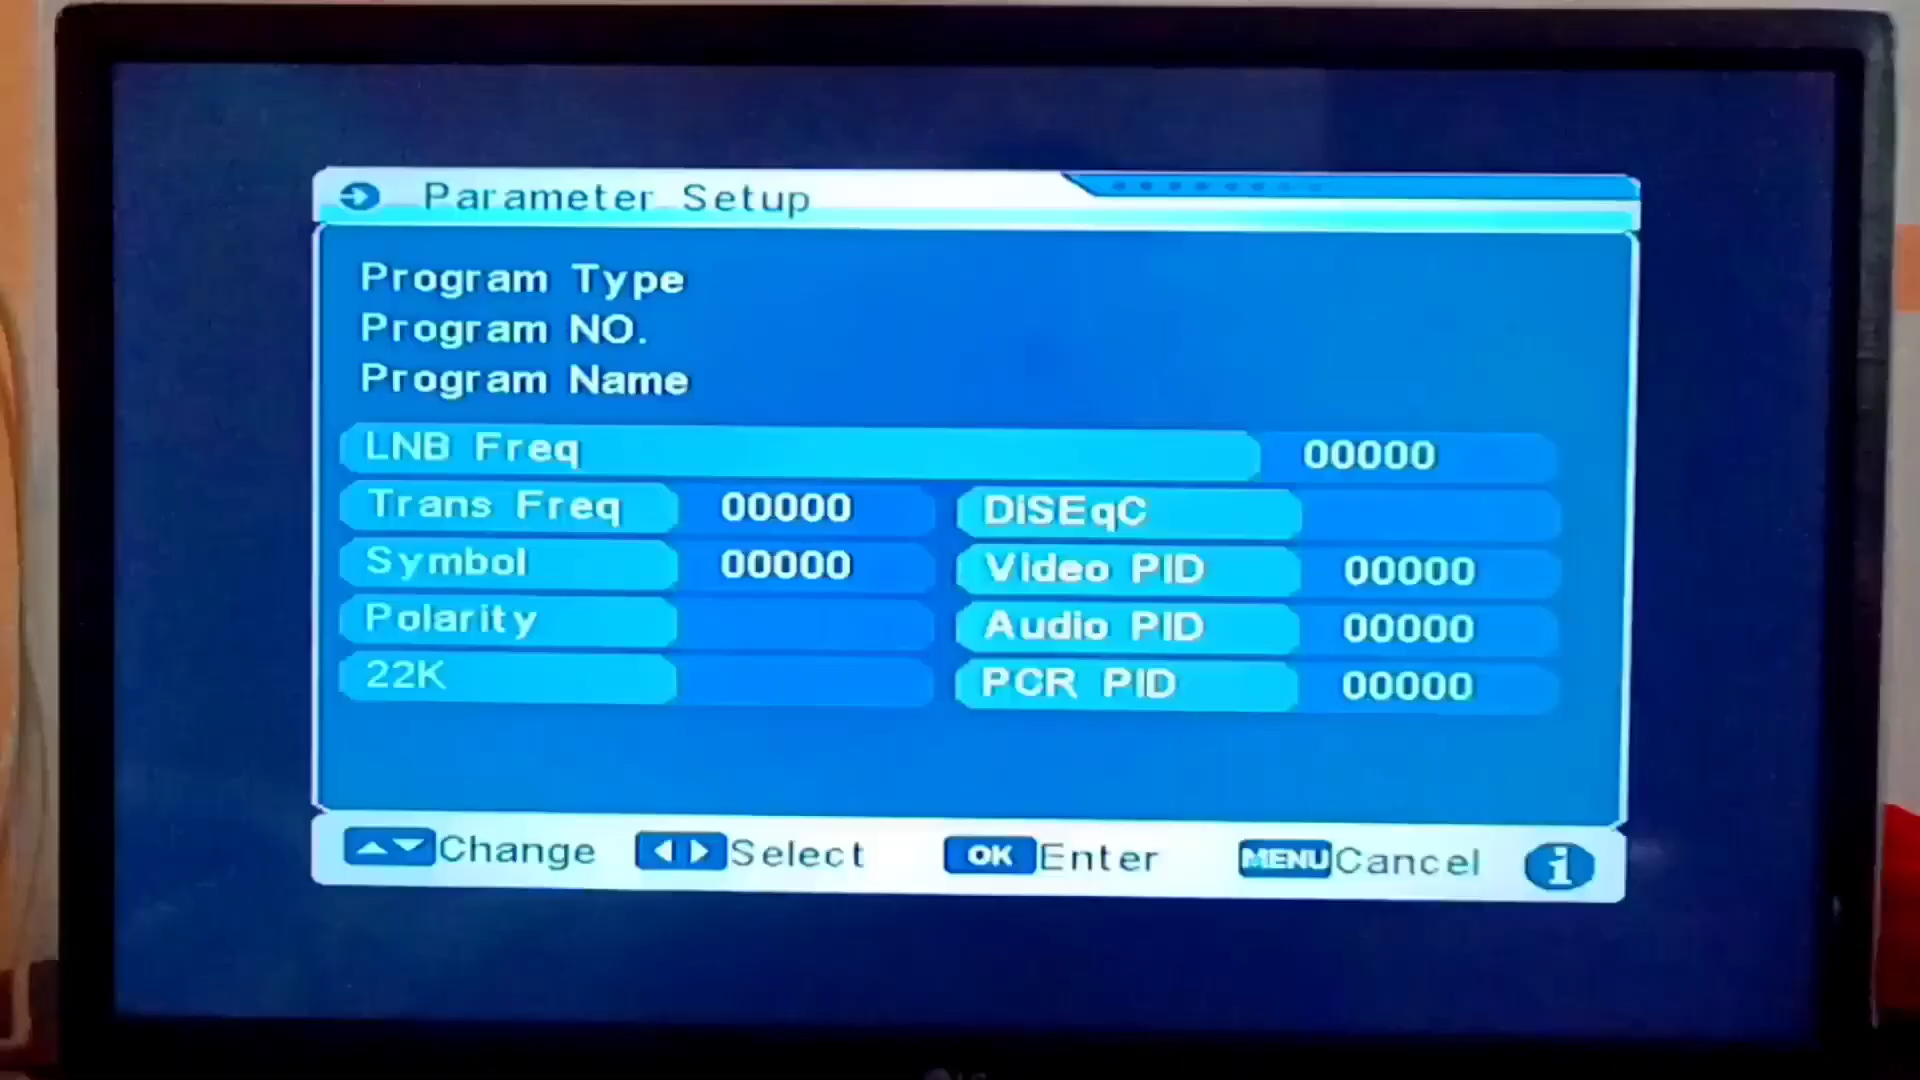 Parameter Setup
Program Type
Program NO.
Program Name
LNB Freq 00000
Trans Freq 00000 DiSEqC
Symbol 00000 Video PID 00000
Polarity Audio PID 00000
22K PCR PID 00000
Change Select OK Enter MENU Cancel i